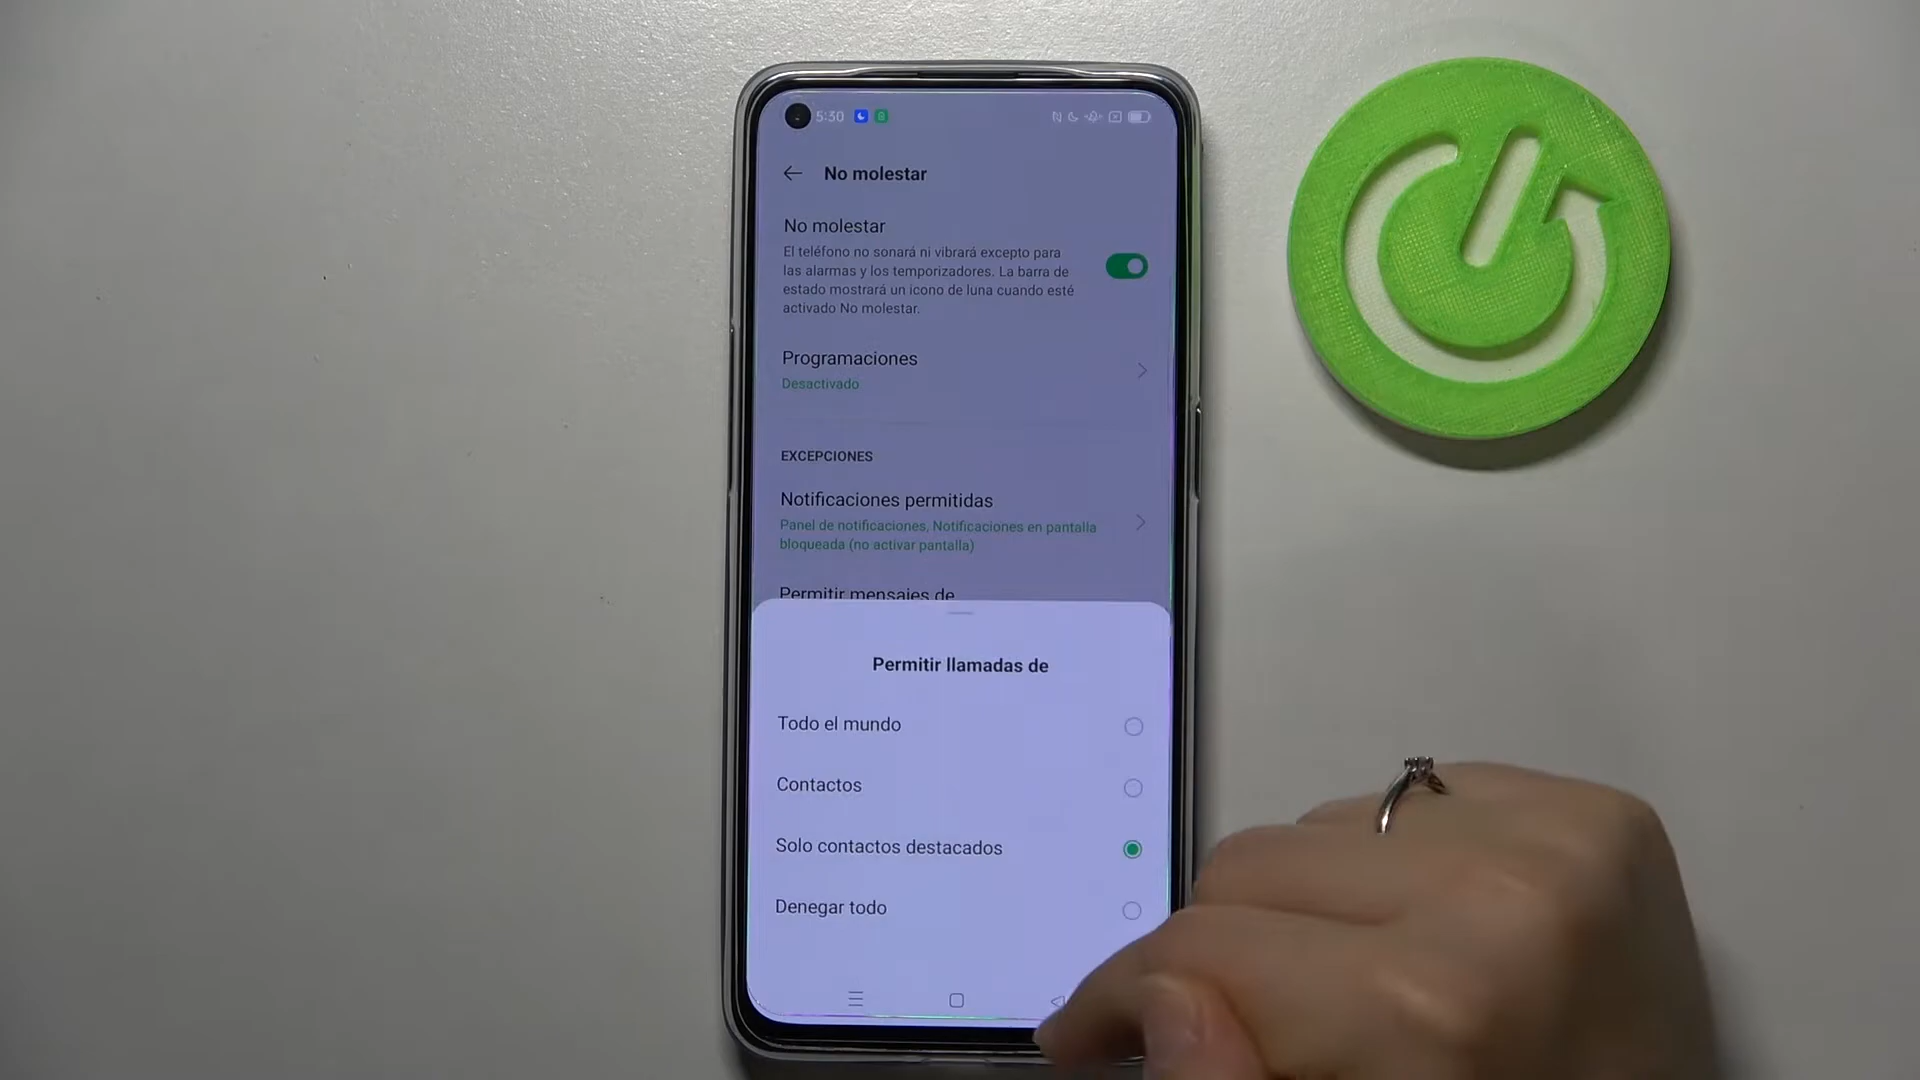 5:30
No molestar
No molestar
El teléfono no sonará ni vibrará excepto para
las alarmas y los temporizadores. La barra de
estado mostrará un icono de luna cuando esté
activado No molestar.
Programaciones
Desactivado
EXCEPCIONES
Notificaciones permitidas
Panel de notificaciones, Notificaciones en pantalla
bloqueada (no activar pantalla)
Permitir mensajes de
Permitir llamadas de
Todo el mundo
Contactos
Solo contactos destacados
Denegar todo